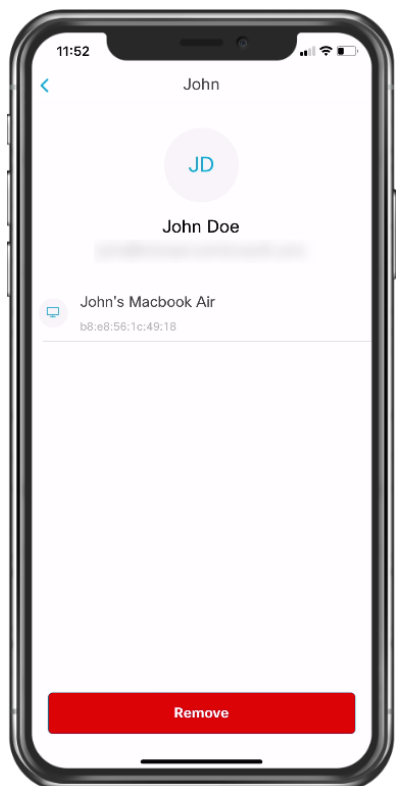 11:52
John
JD
John Doe
John's Macbook Air
b8:e8:56:1c:49:18
Remove